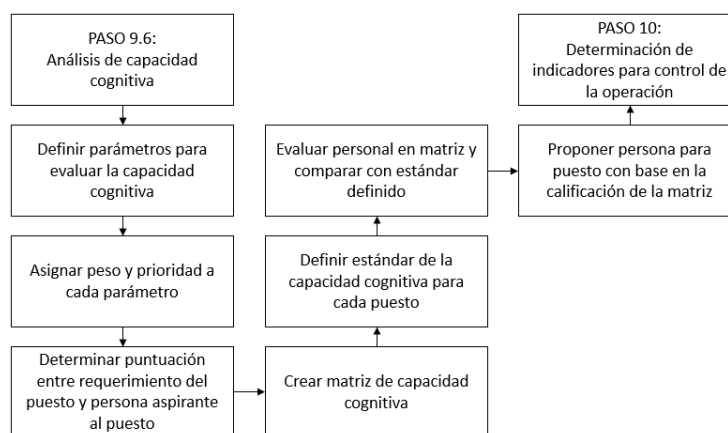 PASO 9.6:
Análisis de capacidad
cognitiva
Definir parámetros para
evaluar la capacidad
cognitiva
Asignar peso y prioridad a
cada parámetro
Determinar puntuación
entre requerimiento del
puesto y persona aspirante
al puesto
Crear matriz de capacidad
cognitiva
Definir estándar de la
capacidad cognitiva para
cada puesto
Evaluar personal en matriz y
comparar con estándar
definido
Proponer persona para
puesto con base en la
calificación de la matriz
PASO 10:
Determinación de
indicadores para control de
la operación